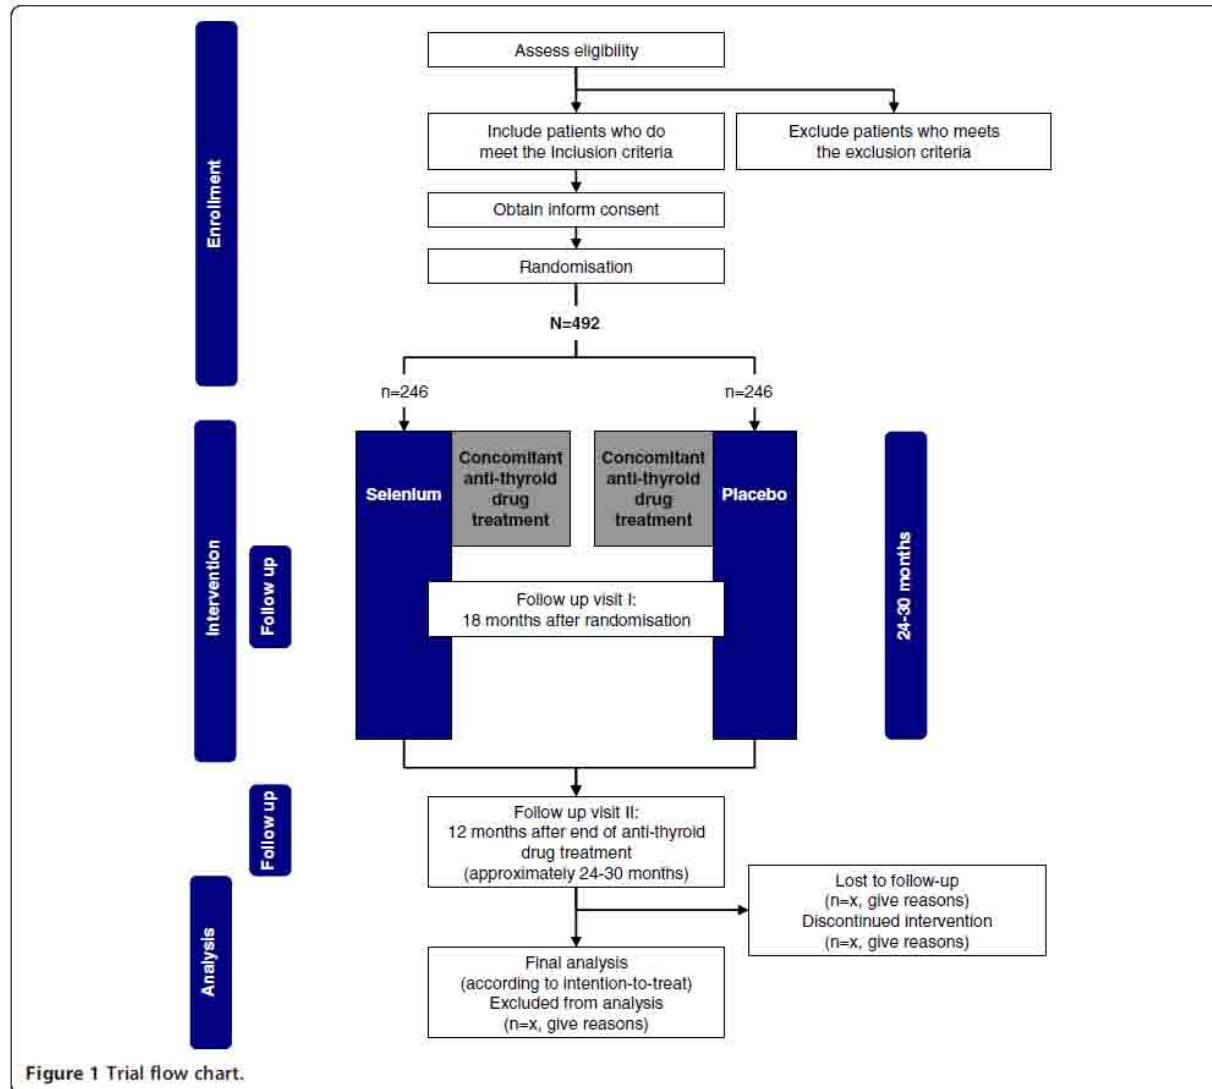 Assess eligibility
Include patients who do
meet the Inclusion criteria
Exclude patients who meets
the exclusion criteria
Obtain inform consent
Randomisation
Enrollment
N=492
n=246
n=246
Selenium
Concomitant
anti-thyroid
drug
treatment
Concomitant
anti-thyroid
drug
treatment
Placebo
Intervention
Follow up
Follow up visit I:
18 months after randomisation
24-30 months
Follow up
Follow up visit II:
12 months after end of anti-thyroid
drug treatment
(approximately 24-30 months)
Lost to follow-up
(n=x, give reasons)
Discontinued intervention
(n=x, give reasons)
Analysis
Final analysis
(according to intention-to-treat)
Excluded from analysis
(n=x, give reasons)
Figure 1 Trial flow chart.